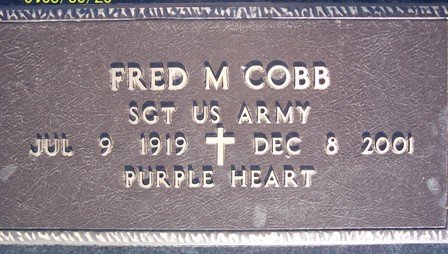 FRED M COBB
SGT US ARMY
JUL 9 1919 DEC 8 2001
PURPLE HEART